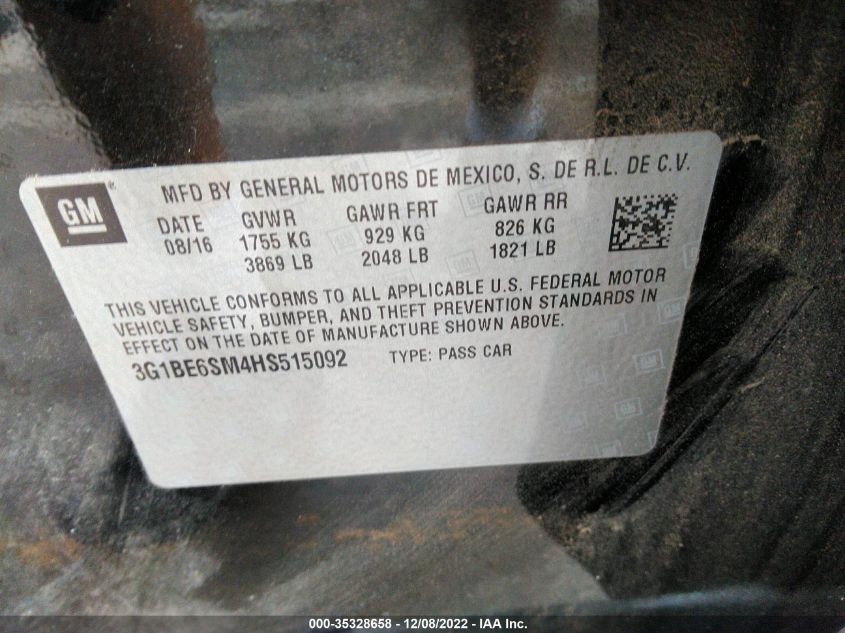 GM ®
MFD BY GENERAL MOTORS DE MEXICO, S. DE R.L. DE C.V.
DATE GVWR GAWR FRT GAWR RR
08/16 1755 KG 929 KG 826 KG
3869 LB 2048 LB 1821 LB
THIS VEHICLE CONFORMS TO ALL APPLICABLE U.S. FEDERAL MOTOR
VEHICLE SAFETY, BUMPER, AND THEFT PREVENTION STANDARDS IN
EFFECT ON THE DATE OF MANUFACTURE SHOWN ABOVE.
3G1BE6SM4HS515092 TYPE: PASS CAR
000-35328658 - 12/08/2022 - IAA Inc.